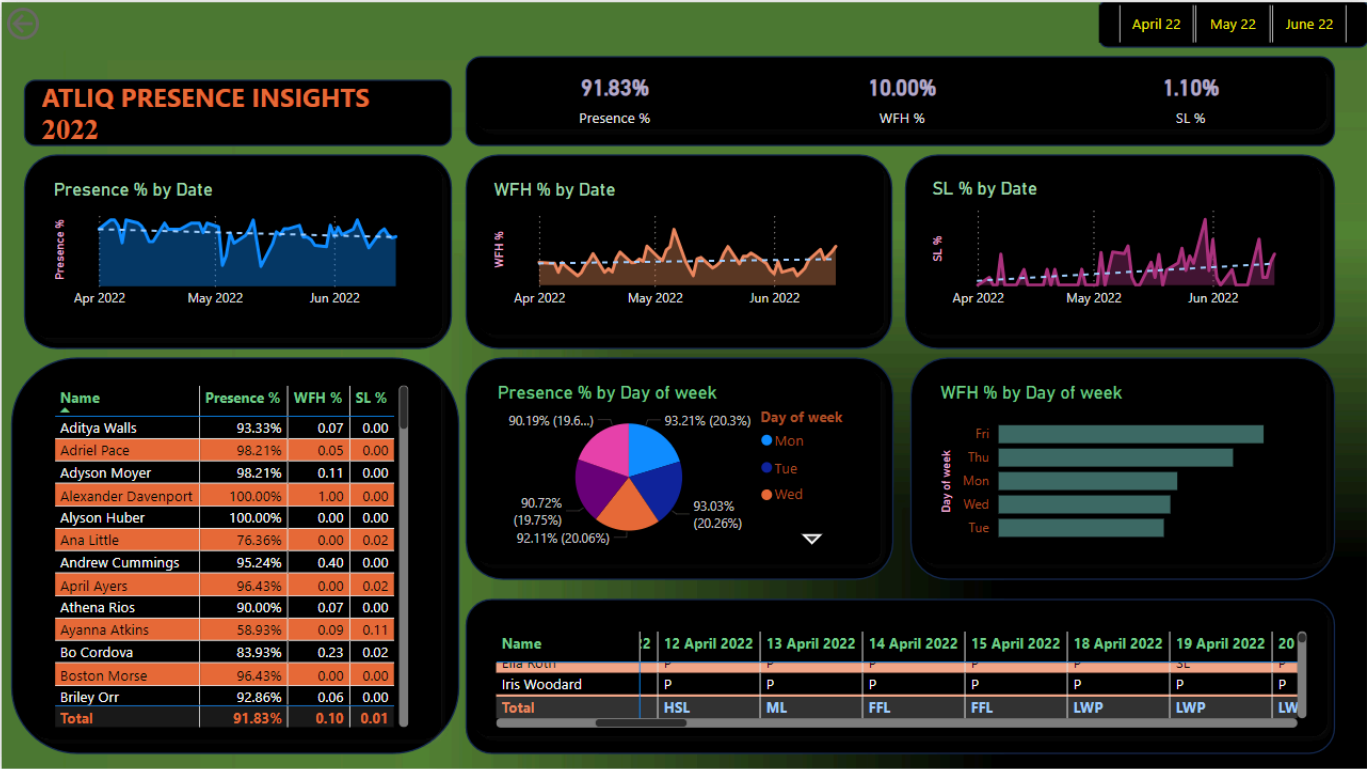 April 22 May 22 June 22
ATLIQ PRESENCE INSIGHTS
2022
91.83% 10.00% 1.10%
Presence % WFH % SL %
Presence % by Date
Presence %
Apr 2022 May 2022 Jun 2022
WFH % by Date
WFH %
Apr 2022 May 2022 Jun 2022
SL % by Date
SL %
Apr 2022 May 2022 Jun 2022
Name Presence % WFH % SL %
Aditya Walls 93.33% 0.07 0.00
Adriel Pace 98.21% 0.05 0.00
Adyson Moyer 98.21% 0.11 0.00
Alexander Davenport 100.00% 1.00 0.00
Alyson Huber 100.00% 0.00 0.00
Ana Little 76.36% 0.00 0.02
Andrew Cummings 95.24% 0.40 0.00
April Ayers 96.43% 0.00 0.02
Athena Rios 90.00% 0.07 0.00
Ayanna Atkins 58.93% 0.09 0.11
Bo Cordova 83.93% 0.23 0.02
Boston Morse 96.43% 0.00 0.00
Briley Orr 92.86% 0.06 0.00
Total 91.83% 0.10 0.01
Presence % by Day of week
90.19% (19.6...) 93.21% (20.3%)
90.72%
(19.75%)
93.03%
(20.26%)
92.11% (20.06%)
Day of week
Mon
Tue
Wed
WFH % by Day of week
Day of week
Fri
Thu
Mon
Wed
Tue
Name 2 12 April 2022 13 April 2022 14 April 2022 15 April 2022 18 April 2022 19 April 2022 20
Ella Roth P P P P P SL P
Iris Woodard P P P P P P P
Total HSL ML FFL FFL LWP LWP LW